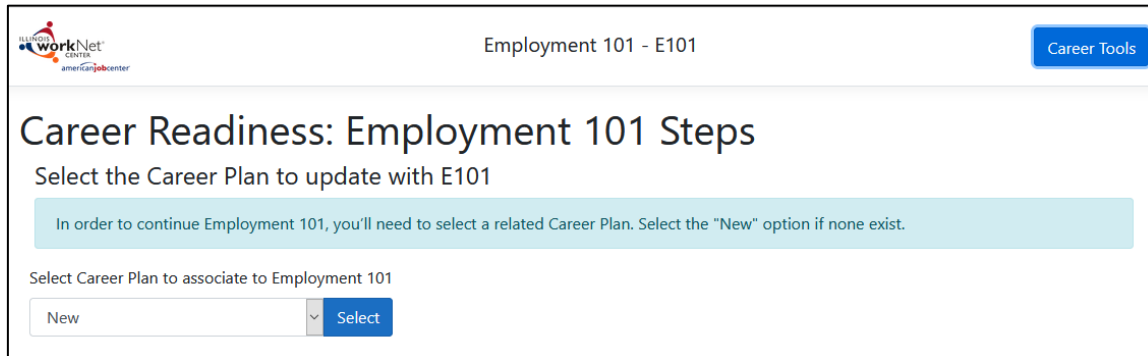 ILLINOIS
workNet
CENTER
americanjobcenter
Employment 101 - E101
Career Tools
Career Readiness: Employment 101 Steps
Select the Career Plan to update with E101
In order to continue Employment 101, you'll need to select a related Career Plan. Select the "New" option if none exist.
Select Career Plan to associate to Employment 101
New
Select